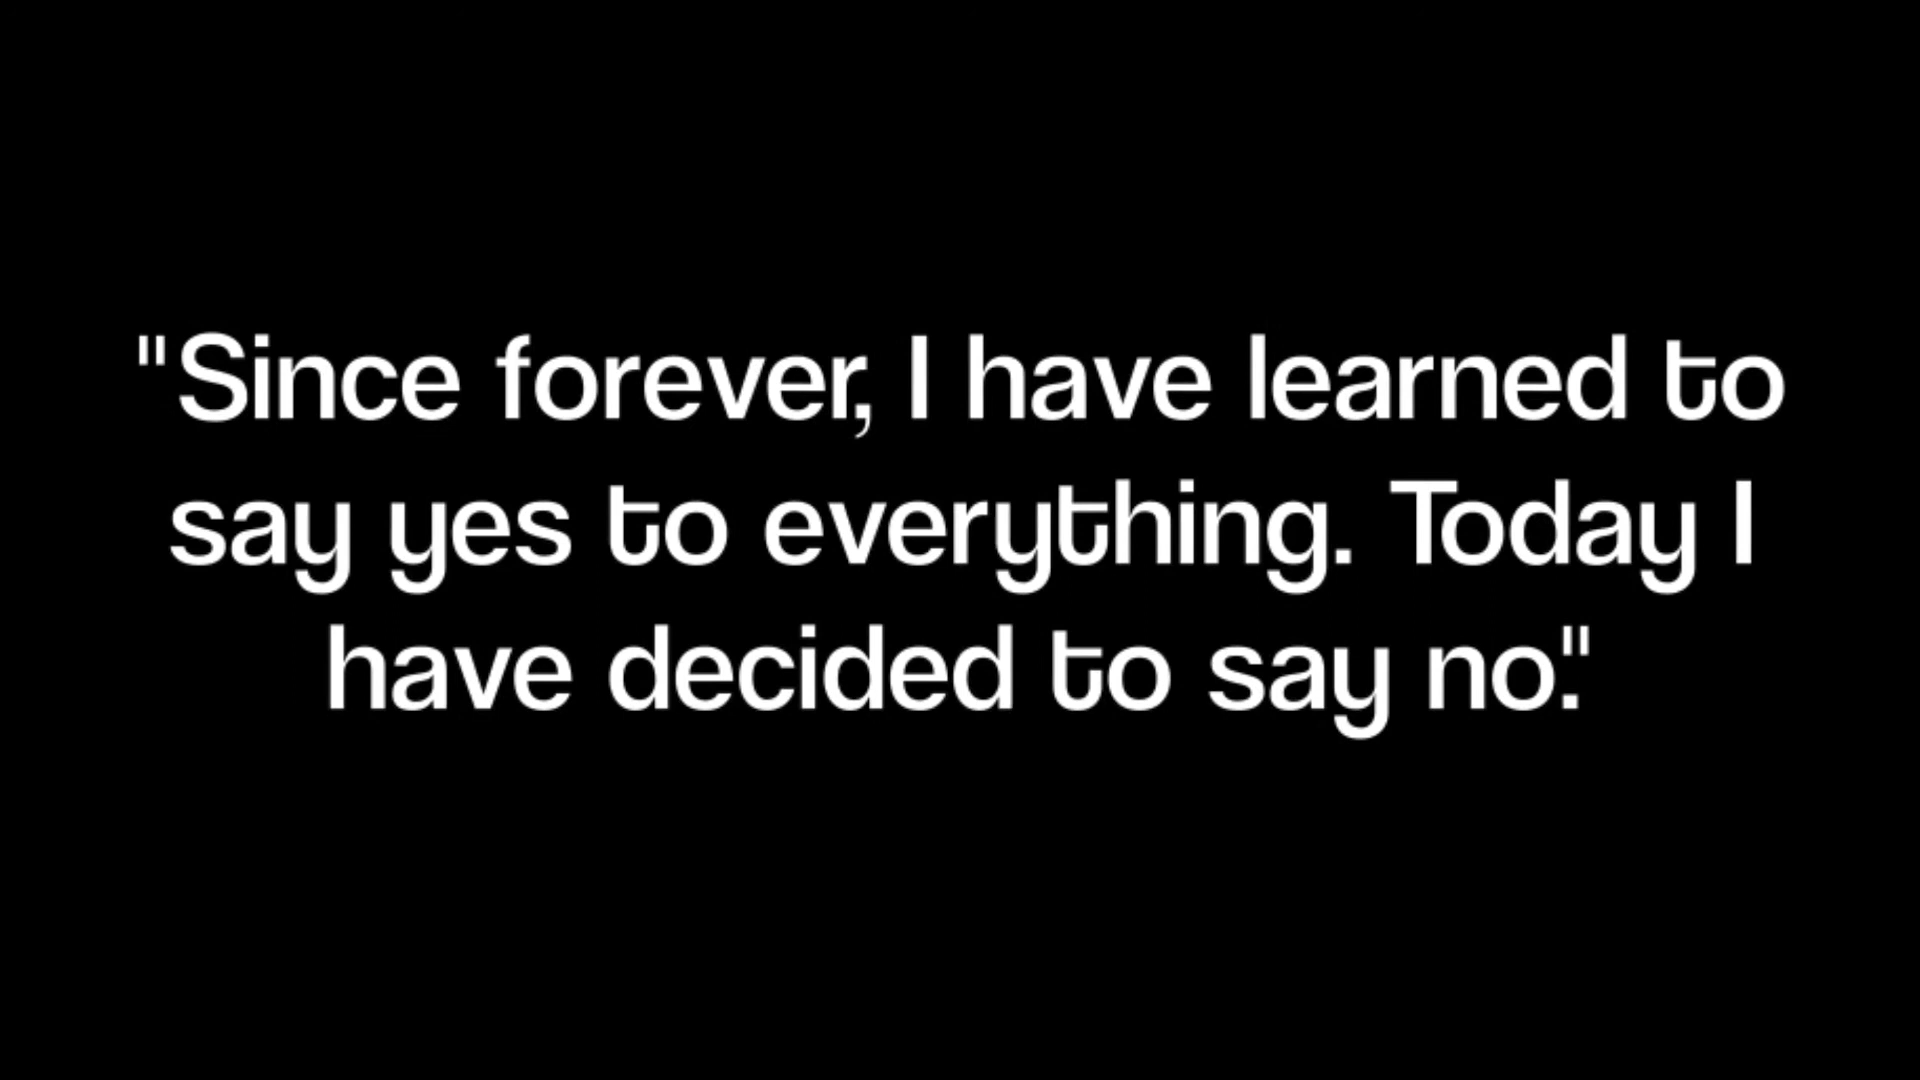 "Since forever, I have learned to
say yes to everything. Today I
have decided to say no."